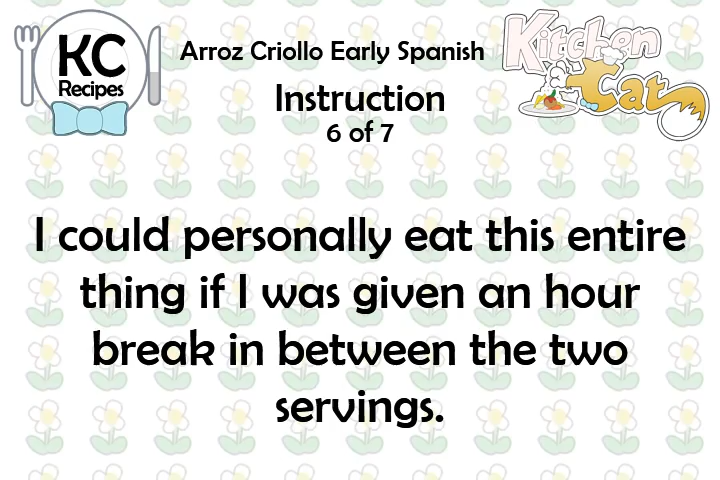 KC
Recipes
Arroz Criollo Early Spanish
Instruction
6 of 7
Kitchen
Cat
I could personally eat this entire
thing if I was given an hour
break in between the two
servings.